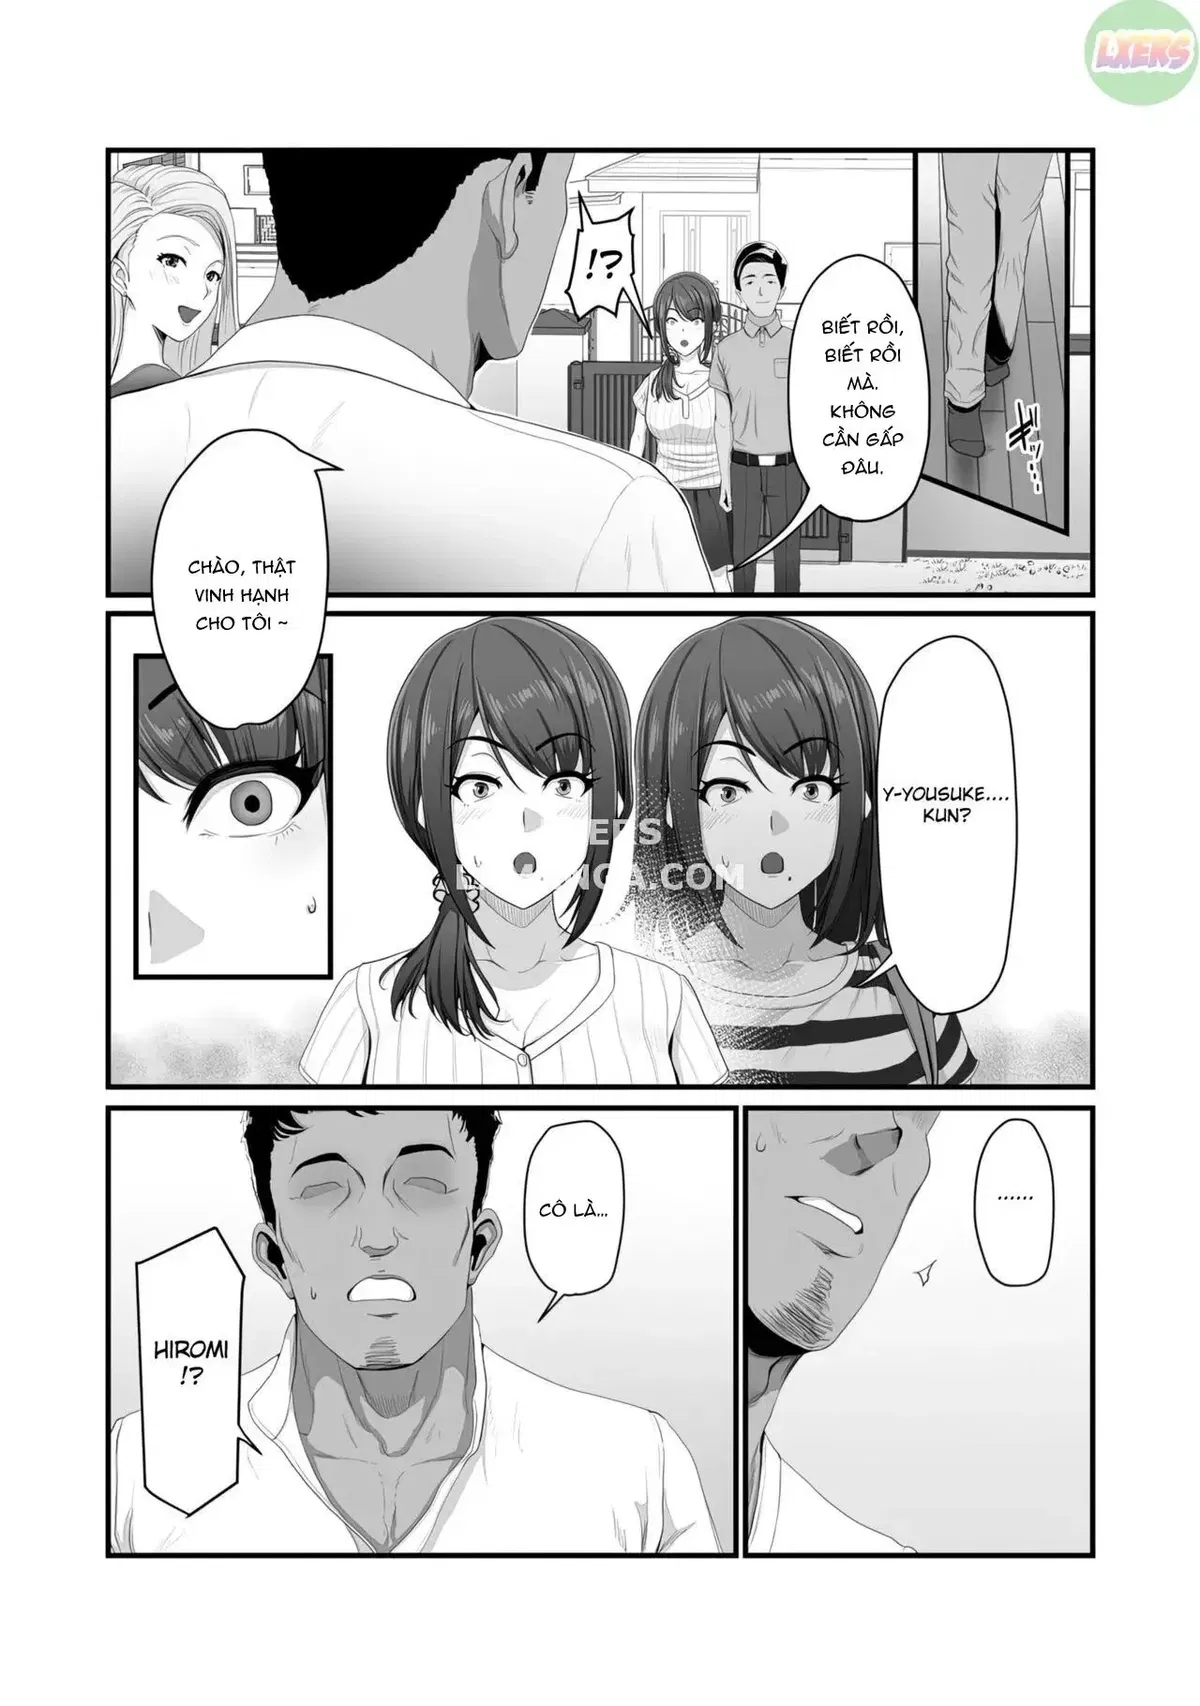 LXERS
BIẾT RỒI,
BIẾT RỒI
MÀ.
KHÔNG
CẦN GẤP
ĐÂU.
!?
CHÀO, THẬT
VINH HẠNH
CHO TÔI ~
Y-YOUSUKE....
KUN?
......
CÔ LÀ...
HIROMI
!?